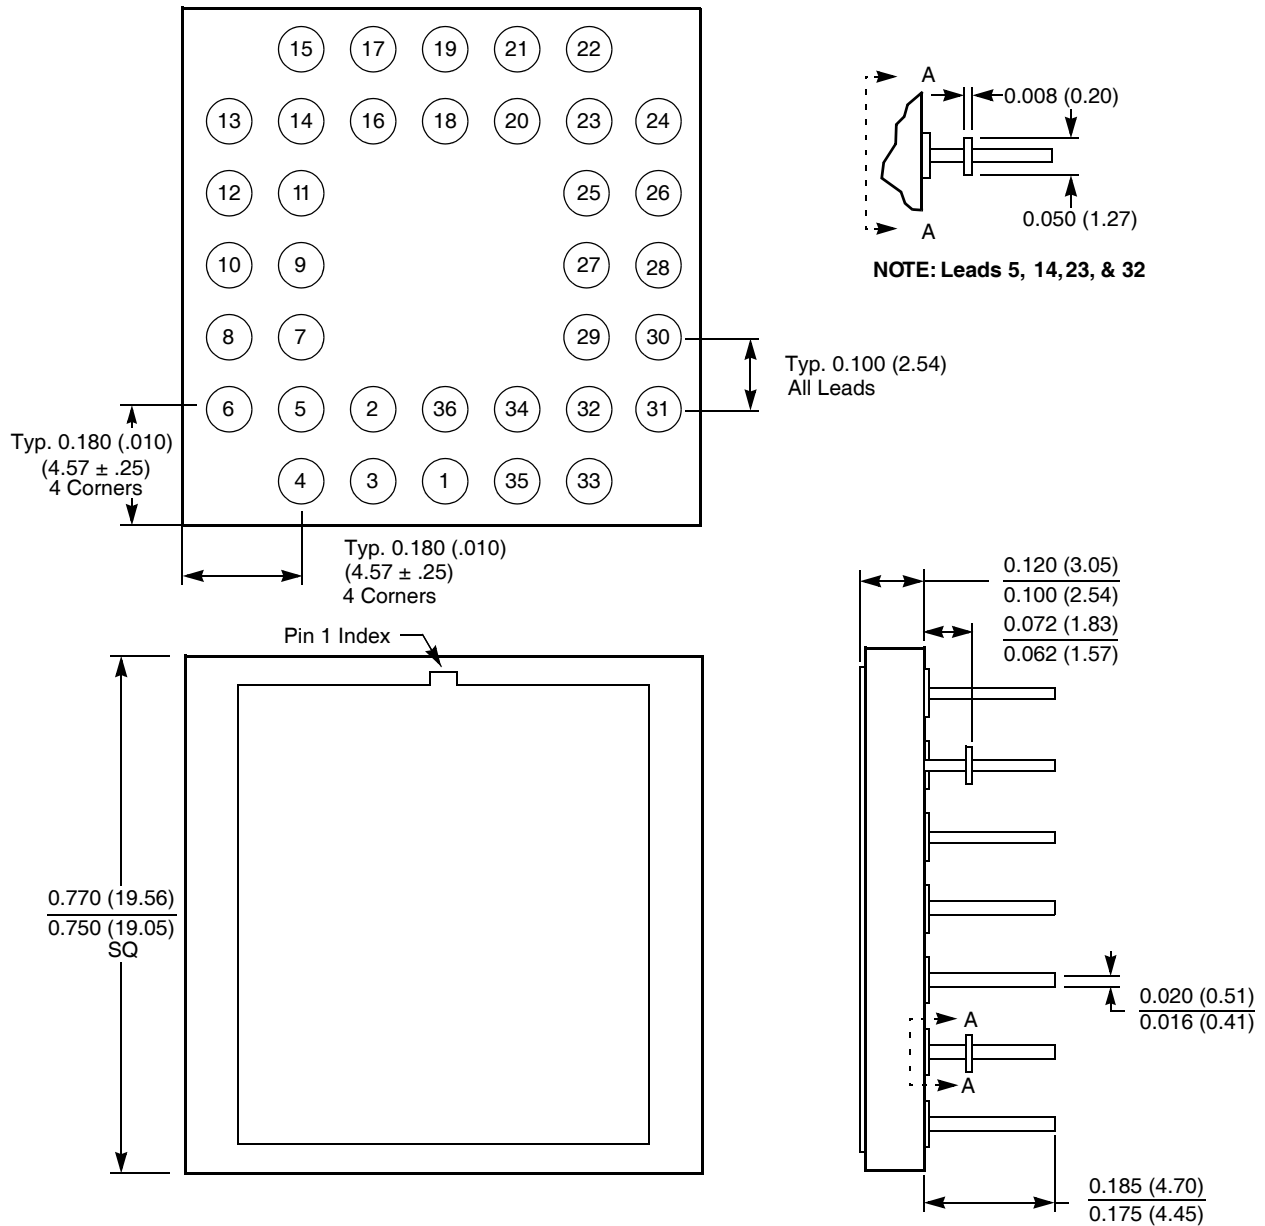 15 17 19 21 22
13 14 16 18 20 23 24
12 11 25 26
10 9 27 28
8 7 29 30
6 5 2 36 34 32 31
4 3 1 35 33
Typ. 0.180 (.010)
(4.57 ± .25)
4 Corners
Typ. 0.180 (.010)
(4.57 ± .25)
4 Corners
Typ. 0.100 (2.54)
All Leads
A
0.008 (0.20)
0.050 (1.27)
A
NOTE: Leads 5, 14, 23, & 32
Pin 1 Index
0.770 (19.56)
0.750 (19.05)
SQ
0.120 (3.05)
0.100 (2.54)
0.072 (1.83)
0.062 (1.57)
0.020 (0.51)
0.016 (0.41)
A
A
0.185 (4.70)
0.175 (4.45)